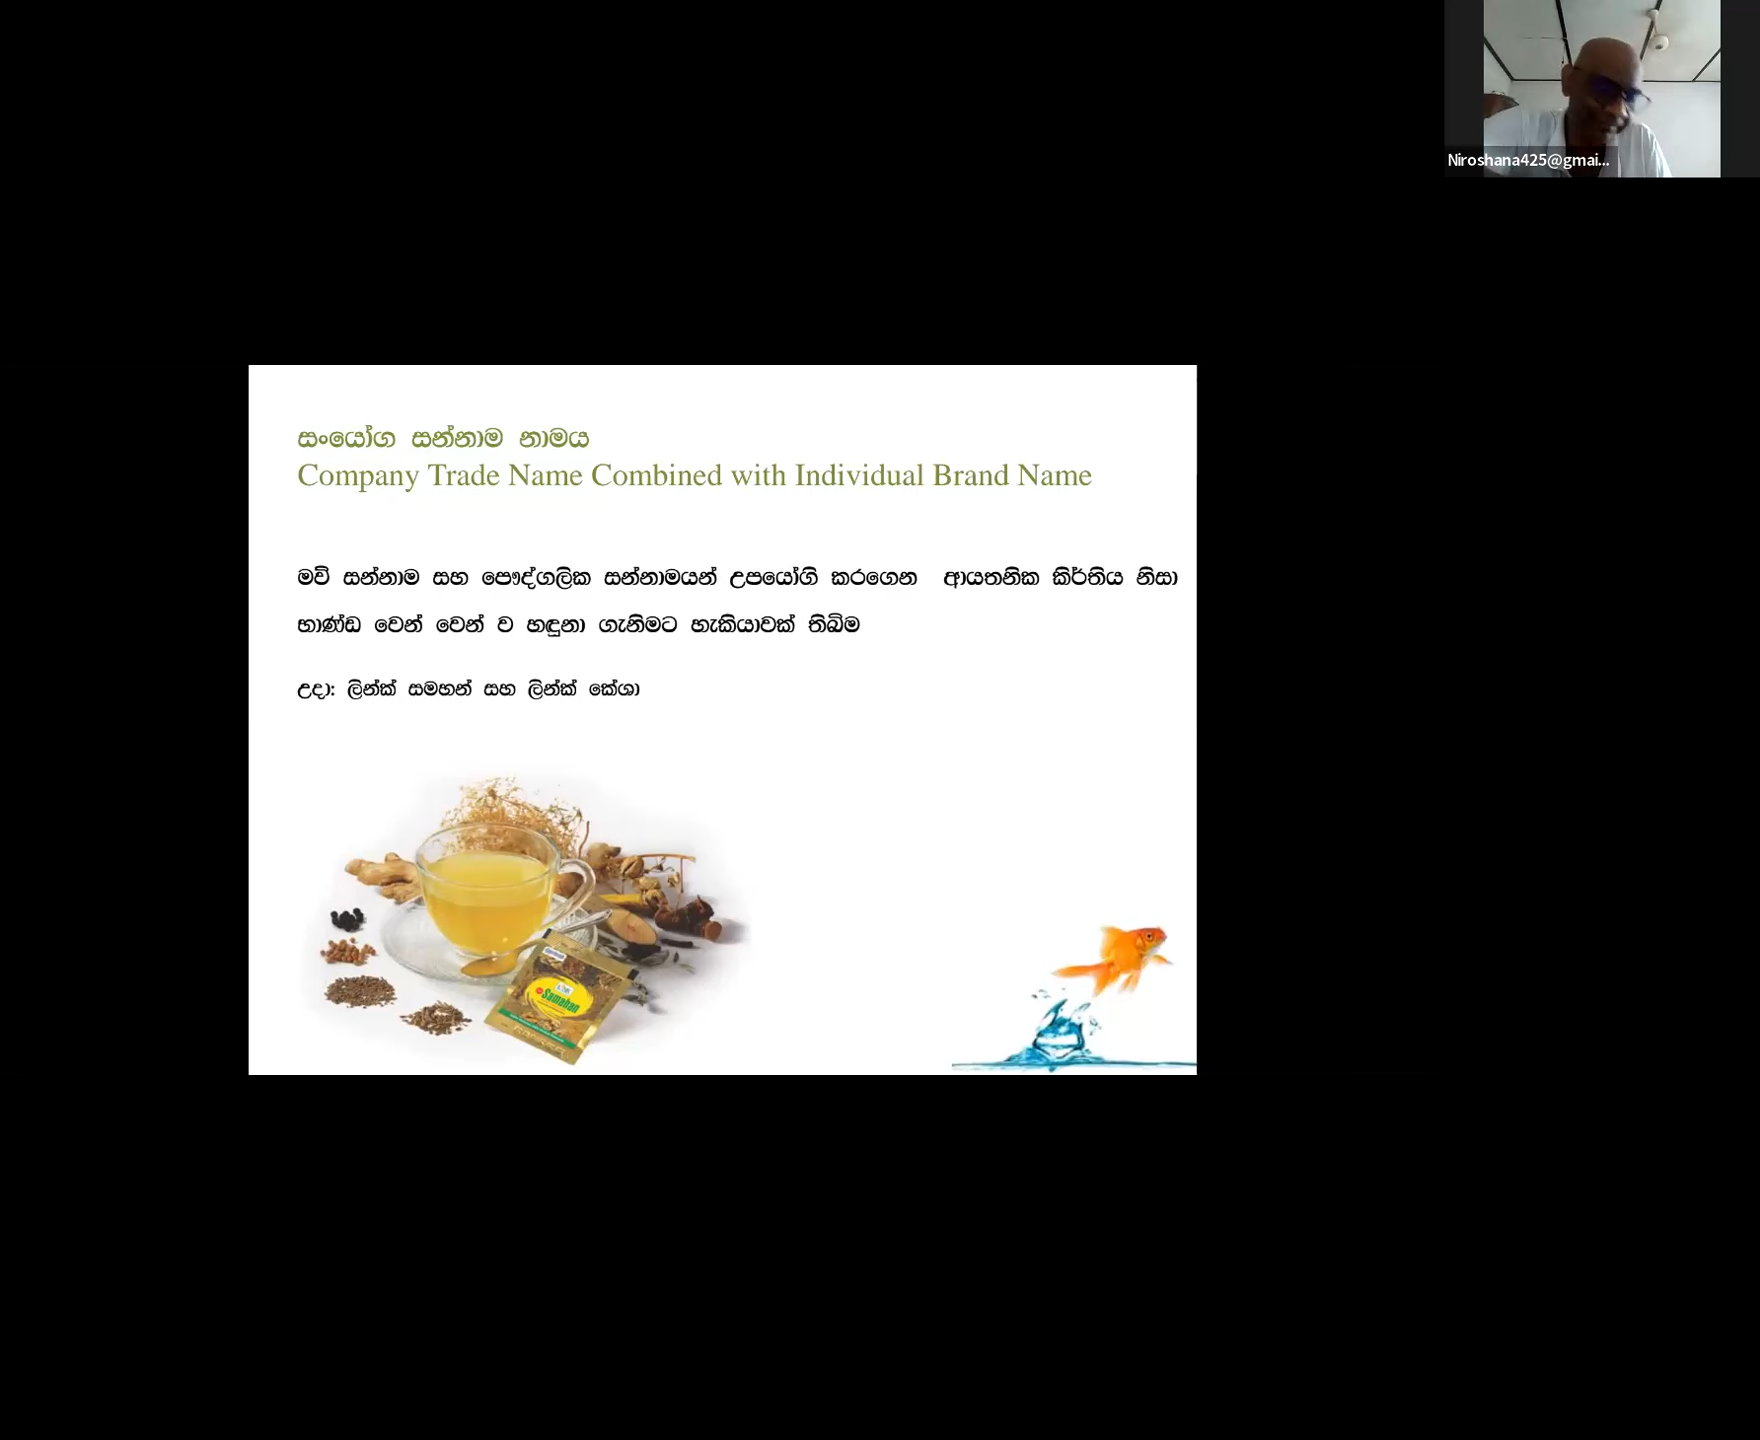 Niroshana425@gmai...
සංයෝග සන්නාම නාමය
Company Trade Name Combined with Individual Brand Name
මව් සන්නාම සහ පෞද්ගලික සන්නාමයන් උපයෝගි කරගෙන ආයතනික කිර්තිය නිසා
භාණ්ඩ වෙන් වෙන් ව හඳුනා ගැනිමට හැකියාවක් තිබිම
උදා: ලින්ක් සමහන් සහ ලින්ක් කේශා
LINK
Samahan